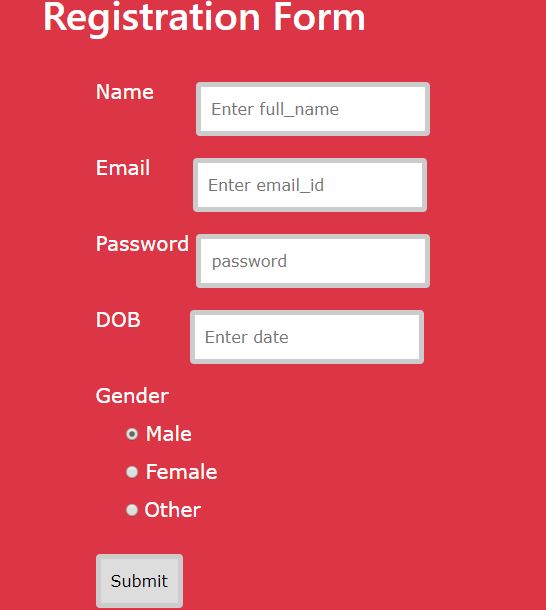 Registration Form
Name Enter full_name
Email Enter email_id
Password password
DOB Enter date
Gender
Male
Female
Other
Submit